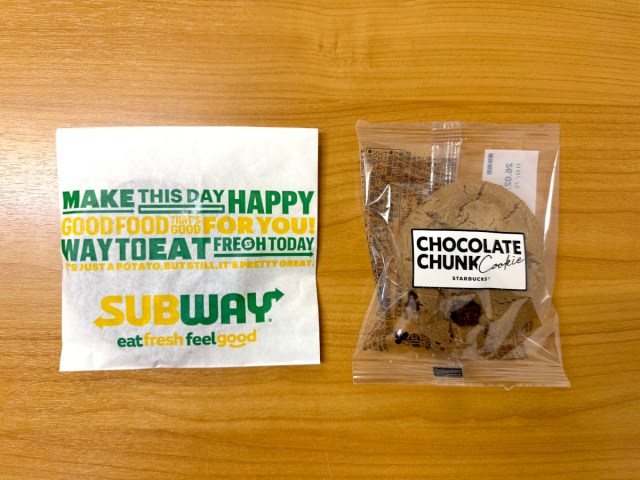 MAKE THIS DAY HAPPY
GOOD FOOD THAT'S GOOD FOR YOU!
WAY TO EAT FRESH TODAY
IT'S JUST A POTATO, BUT STILL, IT'S PRETTY GREAT.
SUBWAY®
eat fresh feel good
CHOCOLATE
CHUNK Cookie
STARBUCKS®